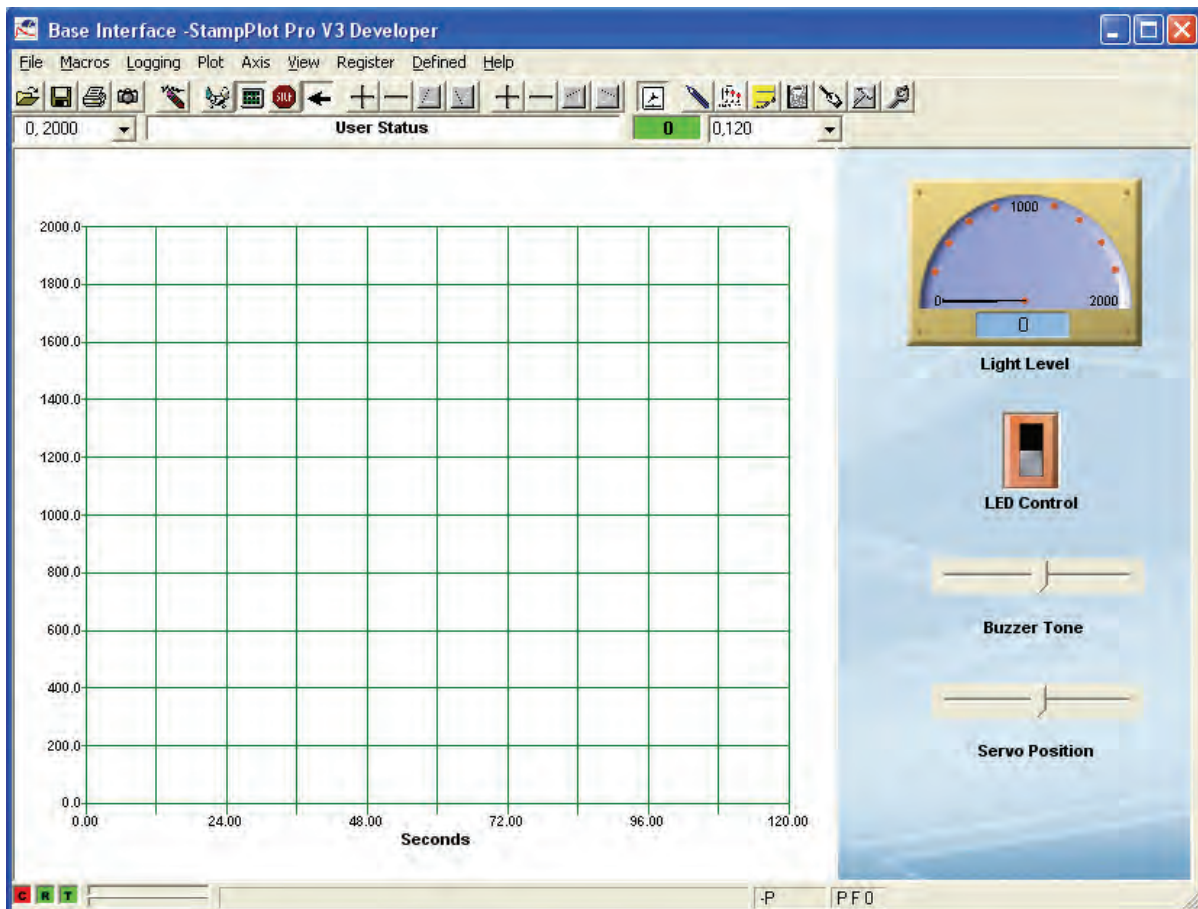 Base Interface -StampPlot Pro V3 Developer
File Macros Logging Plot Axis View Register Defined Help
0, 2000 User Status 0 0,120
2000.0
1800.0
1600.0
1400.0
1200.0
1000.0
800.0
600.0
400.0
200.0
0.0
0.00 24.00 48.00 72.00 96.00 120.00
Seconds
1000
0 2000
0
Light Level
LED Control
Buzzer Tone
Servo Position
C R T -P P F 0